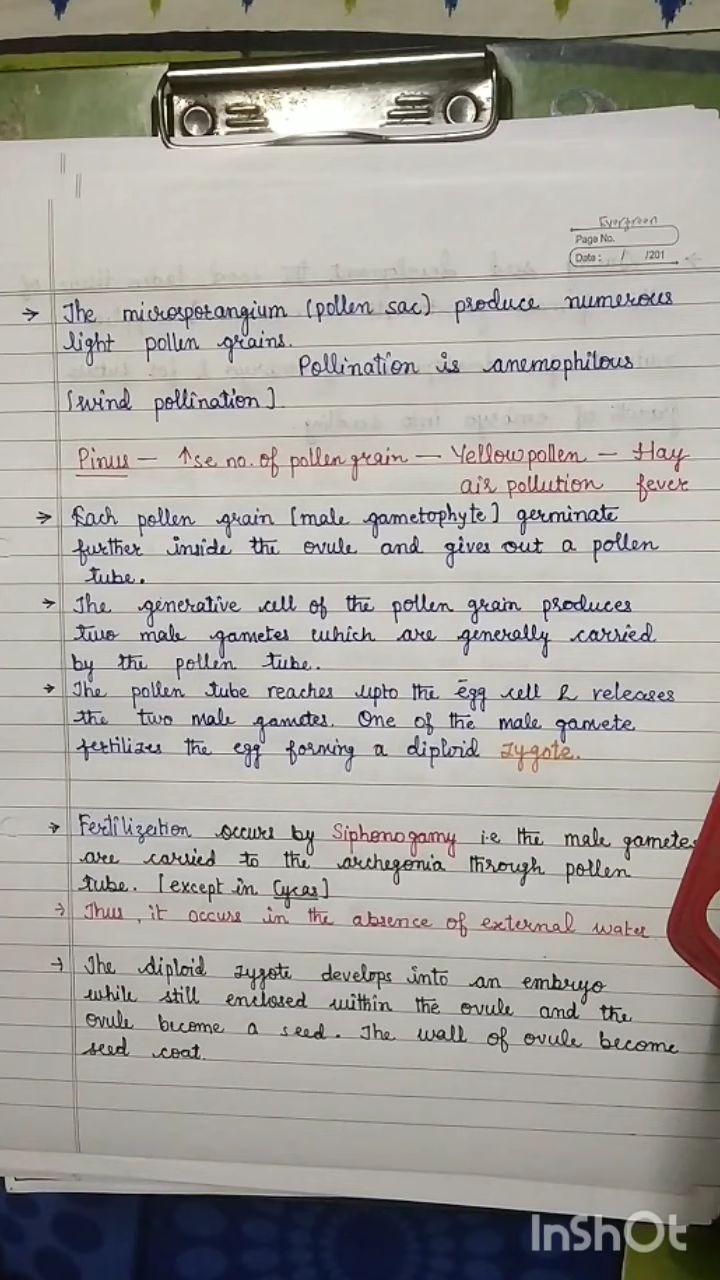 Evergreen
Page No.
Date : / /201
→ The microsporangium (pollen sac) produce numerous
light pollen grains.
Pollination is anemophilous
[wind pollination]
Pinus — ↑se no. of pollen grain — Yellow pollen — Hay
air pollution fever
→ Each pollen grain [male gametophyte] germinate
further inside the ovule and gives out a pollen
tube.
→ The generative cell of the pollen grain produces
two male gametes which are generally carried
by the pollen tube.
→ The pollen tube reaches upto the egg cell & releases
the two male gametes. One of the male gamete
fertilizes the egg forming a diploid zygote.
→ Fertilization occurs by Siphonogamy i.e the male gametes
are carried to the archegonia through pollen
tube. [except in Cycas]
→ Thus, it occurs in the absence of external water
→ The diploid zygote develops into an embryo
while still enclosed within the ovule and the
ovule become a seed. The wall of ovule become
seed coat.
InShOt